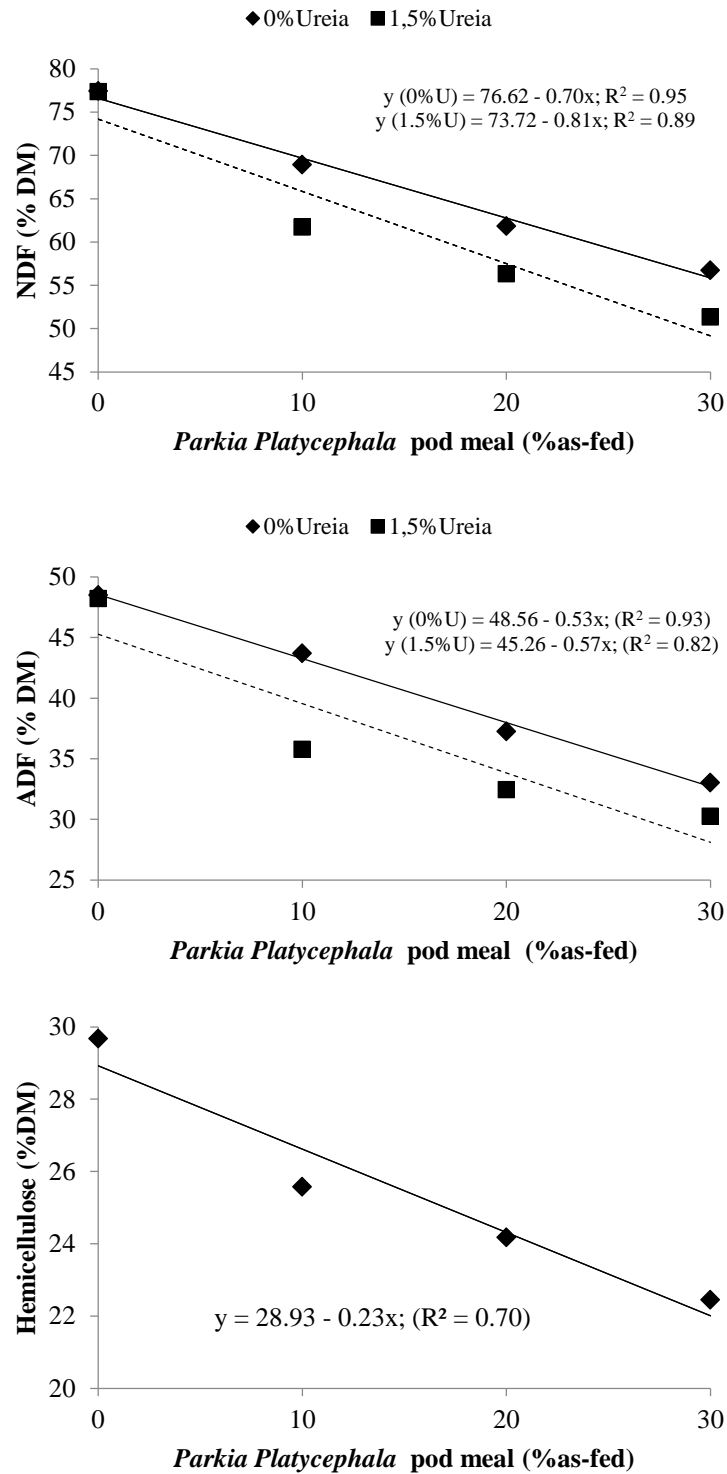 0%Ureia 1,5%Ureia
80
75
70
65
60
55
50
45
NDF (% DM)
y (0%U) = 76.62 - 0.70x; R² = 0.95
y (1.5%U) = 73.72 - 0.81x; R² = 0.89
0 10 20 30
Parkia Platycephala pod meal (%as-fed)
0%Ureia 1,5%Ureia
50
45
40
35
30
25
ADF (% DM)
y (0%U) = 48.56 - 0.53x; (R² = 0.93)
y (1.5%U) = 45.26 - 0.57x; (R² = 0.82)
0 10 20 30
Parkia Platycephala pod meal (%as-fed)
30
28
26
24
22
20
Hemicellulose (%DM)
y = 28.93 - 0.23x; (R² = 0.70)
0 10 20 30
Parkia Platycephala pod meal (%as-fed)